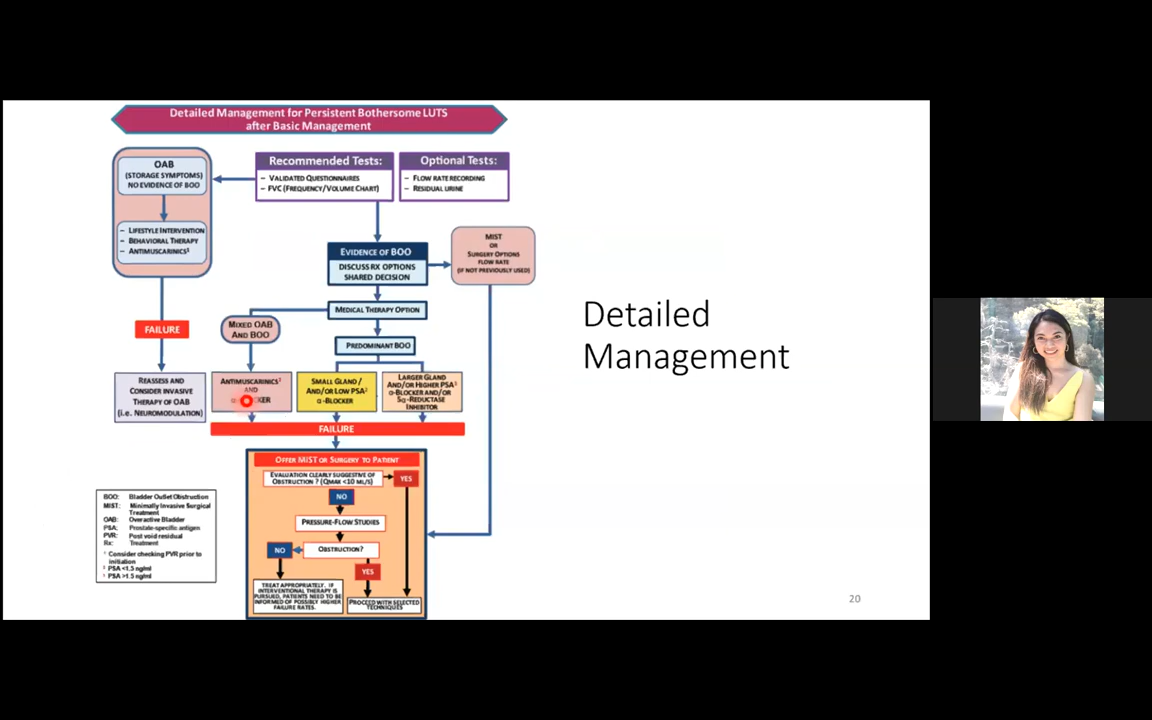 Detailed Management for Persistent Bothersome LUTS
after Basic Management
OAB
(STORAGE SYMPTOMS)
NO EVIDENCE OF BOO
– LIFESTYLE INTERVENTION
– BEHAVIORAL THERAPY
– ANTIMUSCARINICS¹
Recommended Tests:
– VALIDATED QUESTIONNAIRES
– FVC (FREQUENCY/VOLUME CHART)
Optional Tests:
– FLOW RATE RECORDING
– RESIDUAL URINE
EVIDENCE OF BOO
DISCUSS RX OPTIONS
SHARED DECISION
MIST
OR
SURGERY OPTIONS
FLOW RATE
(IF NOT PREVIOUSLY USED)
MEDICAL THERAPY OPTION
MIXED OAB
AND BOO
FAILURE
PREDOMINANT BOO
REASSESS AND
CONSIDER INVASIVE
THERAPY OF OAB
(i.e. NEUROMODULATION)
ANTIMUSCARINICS¹
AND
SMALL GLAND /
AND/OR LOW PSA²
α-BLOCKER
LARGER GLAND
AND/OR HIGHER PSA³
α-BLOCKER AND/OR
5α-REDUCTASE
INHIBITOR
FAILURE
OFFER MIST OR SURGERY TO PATIENT
EVALUATION CLEARLY SUGGESTIVE OF
OBSTRUCTION ? (QMAX <10 ML/S)
YES
NO
PRESSURE-FLOW STUDIES
NO
OBSTRUCTION?
YES
TREAT APPROPRIATELY. IF
INTERVENTIONAL THERAPY IS
PURSUED, PATIENTS NEED TO BE
INFORMED OF POSSIBLY HIGHER
FAILURE RATES.
PROCEED WITH SELECTED
TECHNIQUES
BOO: Bladder Outlet Obstruction
MIST: Minimally Invasive Surgical
Treatment
OAB: Overactive Bladder
PSA: Prostate-specific antigen
PVR: Post void residual
Rx: Treatment
¹ Consider checking PVR prior to
initiation
² PSA <1.5 ng/ml
³ PSA >1.5 ng/ml
Detailed
Management
20